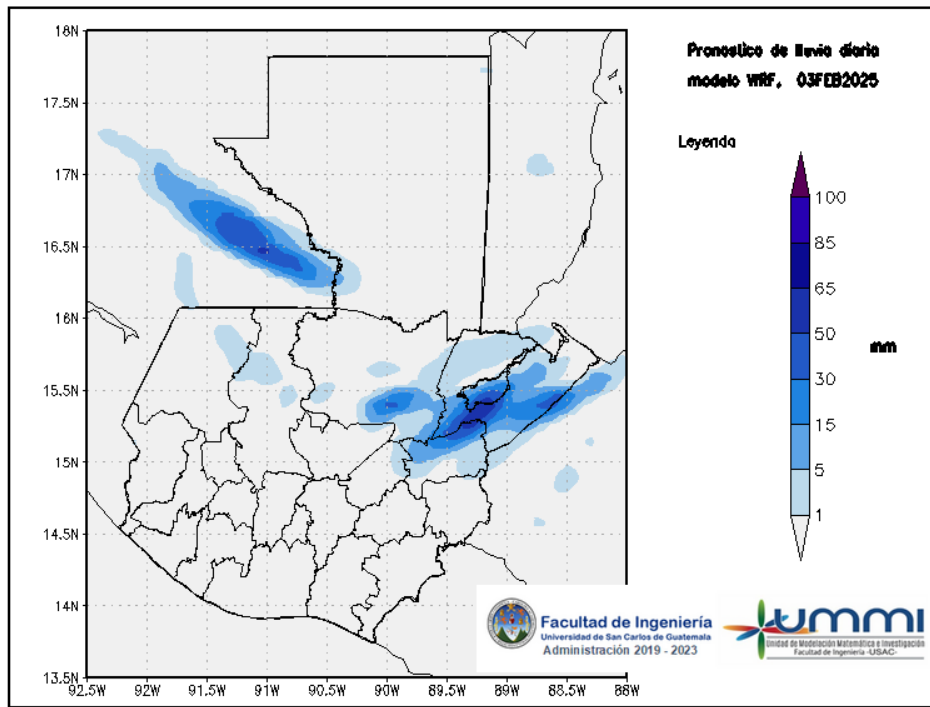 Pronostico de lluvia diaria
modelo WRF, 03FEB2025
Leyenda
18N
17.5N
17N
16.5N
16N
15.5N
15N
14.5N
14N
13.5N
92.5W
92W
91.5W
91W
90.5W
90W
89.5W
89W
88.5W
88W
100
85
65
50
30
15
5
1
mm
Facultad de Ingeniería
Universidad de San Carlos de Guatemala
Administración 2019 - 2023
ummi
Unidad de Modelación Matemática e Investigación
Facultad de Ingeniería -USAC-